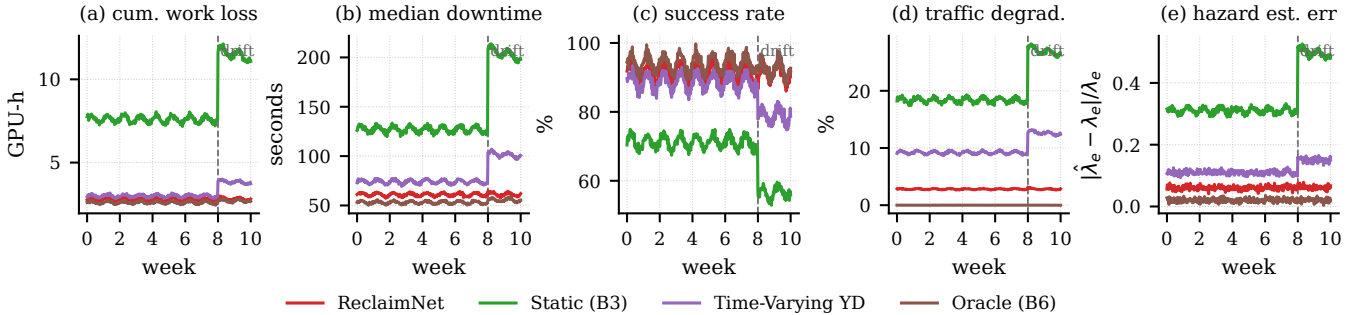 (a) cum. work loss
GPU-h
10
5
0 2 4 6 8 10
week
drift
(b) median downtime
seconds
200
150
100
50
0 2 4 6 8 10
week
drift
(c) success rate
%
100
80
60
0 2 4 6 8 10
week
drift
(d) traffic degrad.
%
20
10
0
0 2 4 6 8 10
week
drift
(e) hazard est. err
|λ̂e − λe|/λe
0.4
0.2
0.0
0 2 4 6 8 10
week
drift
ReclaimNet Static (B3) Time-Varying YD Oracle (B6)